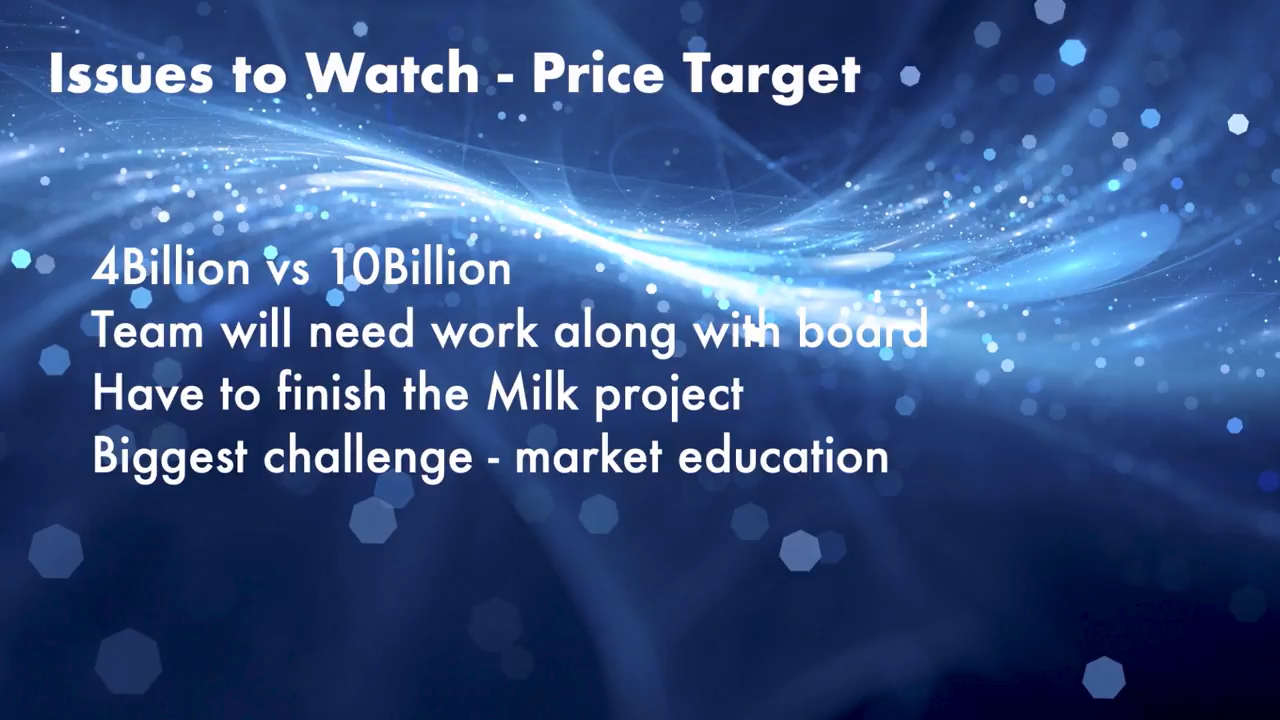 Issues to Watch - Price Target
4Billion vs 10Billion
Team will need work along with board
Have to finish the Milk project
Biggest challenge - market education